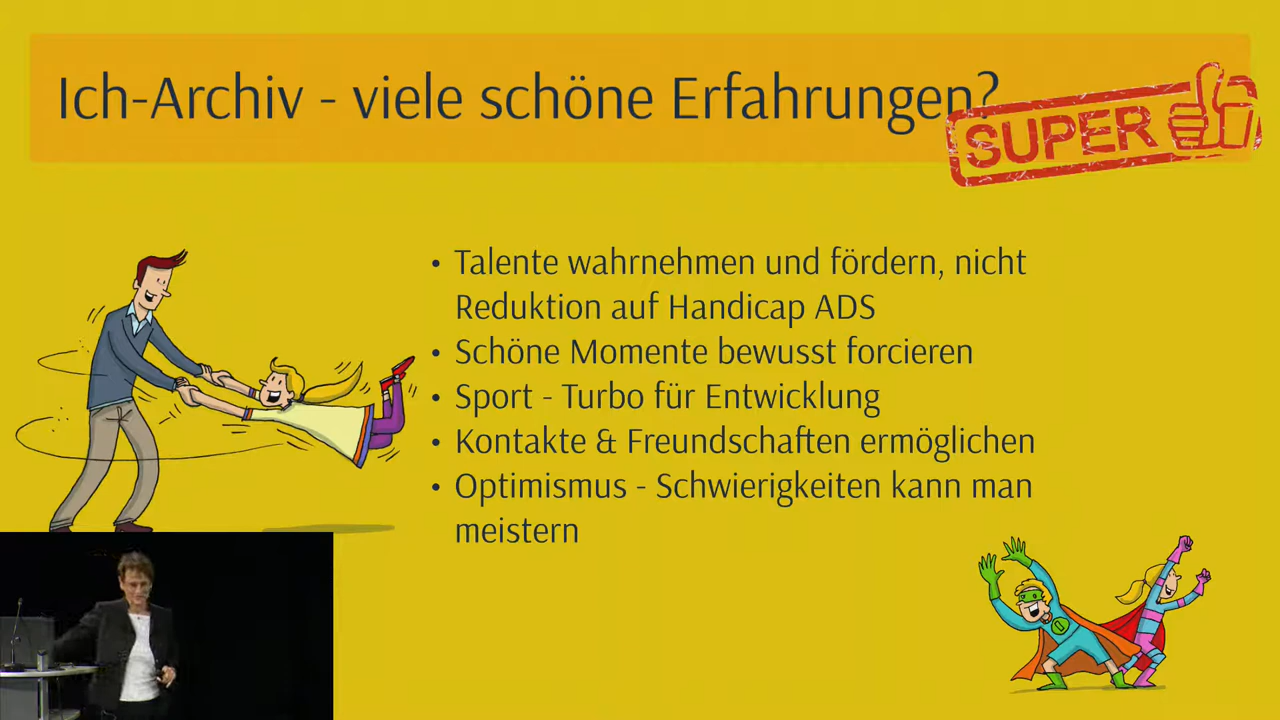 Ich-Archiv - viele schöne Erfahrungen?
SUPER
• Talente wahrnehmen und fördern, nicht
Reduktion auf Handicap ADS
• Schöne Momente bewusst forcieren
• Sport - Turbo für Entwicklung
• Kontakte & Freundschaften ermöglichen
• Optimismus - Schwierigkeiten kann man
meistern